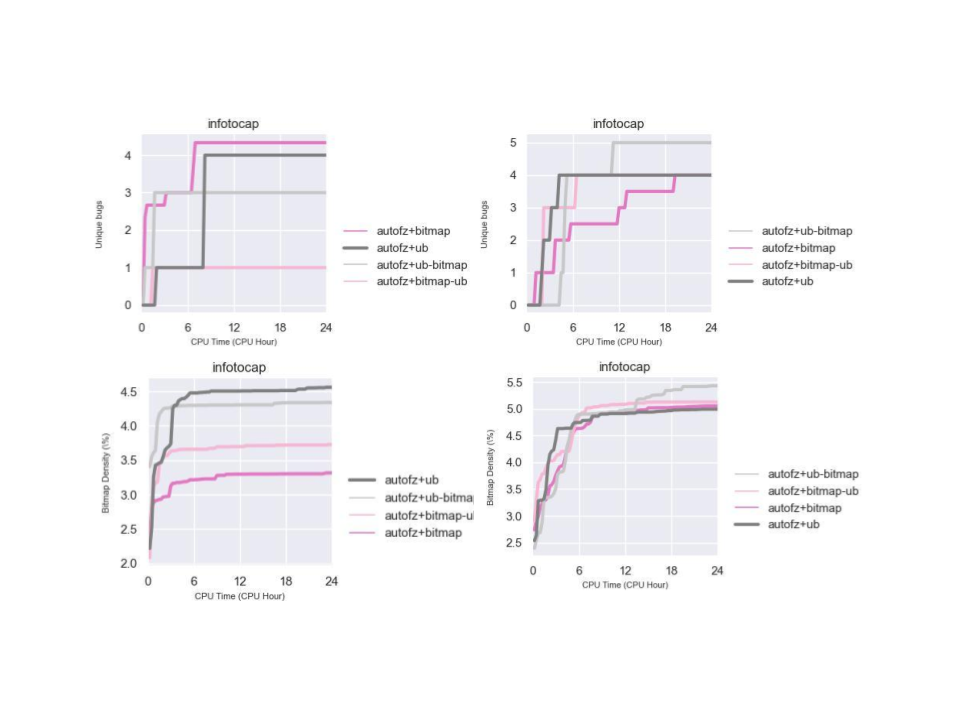 infotocap
4
3
2
1
0
Unique bugs
0 6 12 18 24
CPU Time (CPU Hour)
autofz+bitmap
autofz+ub
autofz+ub-bitmap
autofz+bitmap-ub
infotocap
5
4
3
2
1
0
Unique bugs
0 6 12 18 24
CPU Time (CPU Hour)
autofz+ub-bitmap
autofz+bitmap
autofz+bitmap-ub
autofz+ub
infotocap
4.5
4.0
3.5
3.0
2.5
2.0
Bitmap Density (\%)
0 6 12 18 24
CPU Time (CPU Hour)
autofz+ub
autofz+ub-bitmap
autofz+bitmap-u
autofz+bitmap
infotocap
5.5
5.0
4.5
4.0
3.5
3.0
2.5
Bitmap Density (\%)
0 6 12 18 24
CPU Time (CPU Hour)
autofz+ub-bitmap
autofz+bitmap-ub
autofz+bitmap
autofz+ub